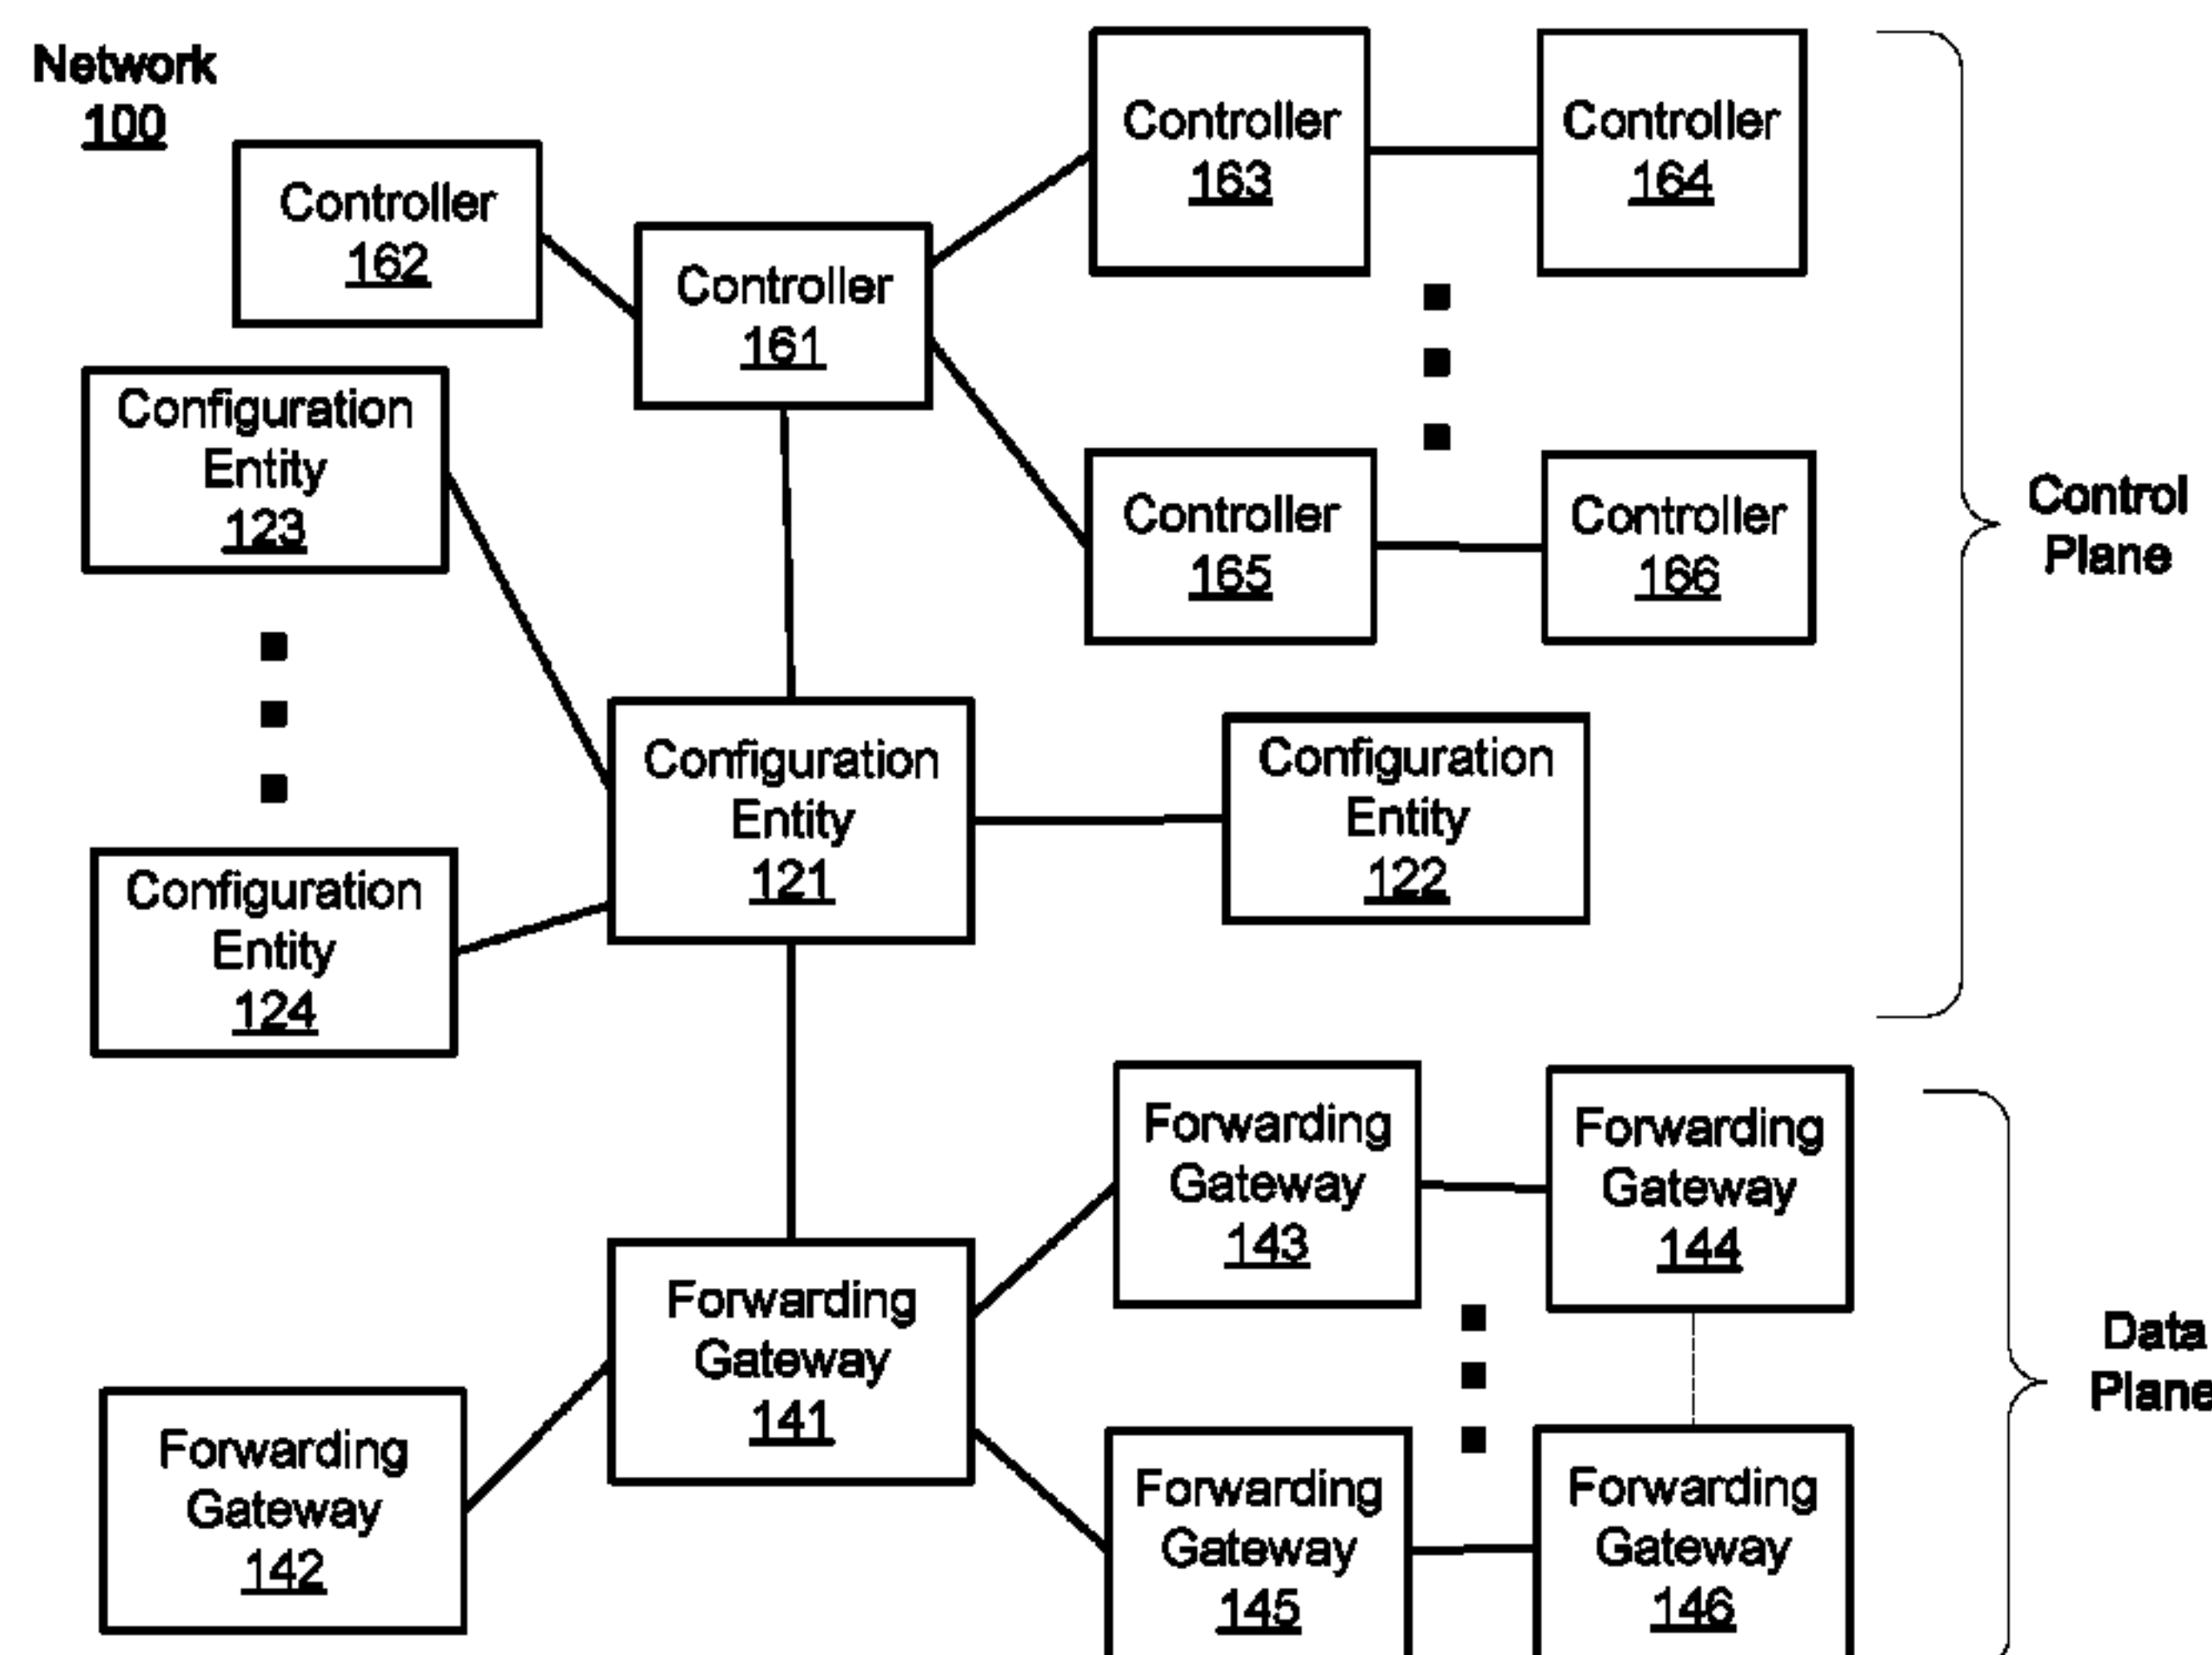 Network
100
Controller
162
Controller
161
Controller
163
Controller
164
Controller
165
Controller
166
Control
Plane
Configuration
Entity
123
Configuration
Entity
124
Configuration
Entity
121
Configuration
Entity
122
Forwarding
Gateway
141
Forwarding
Gateway
142
Forwarding
Gateway
143
Forwarding
Gateway
144
Forwarding
Gateway
145
Forwarding
Gateway
146
Data
Plane